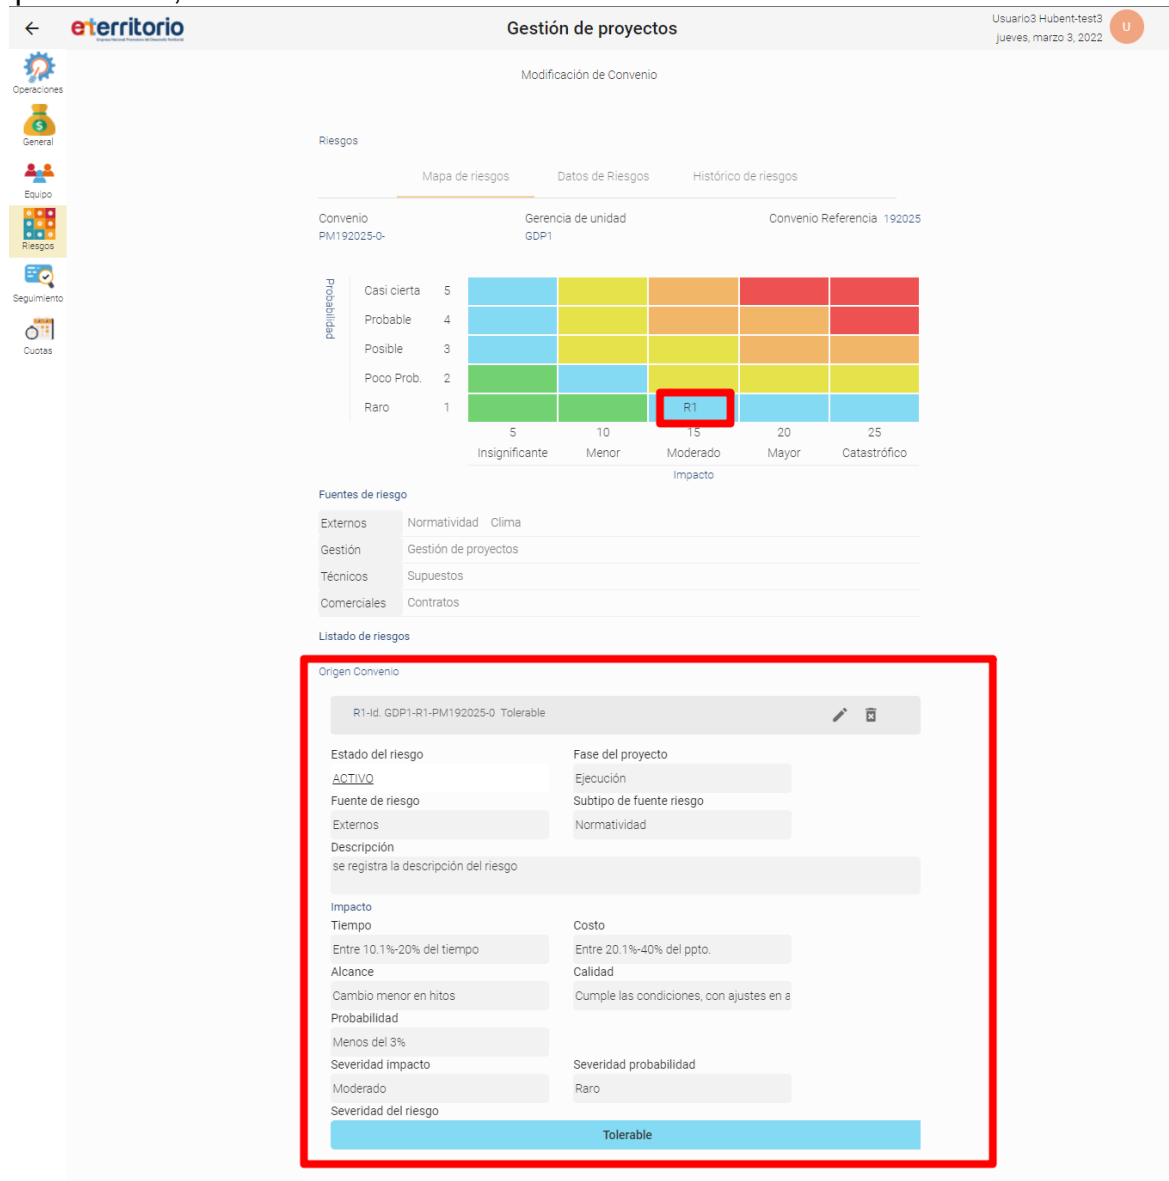 eterritorio
Gestión de proyectos
Usuario3 Hubent-test3
jueves, marzo 3, 2022
U
Modificación de Convenio
Operaciones
General
Equipo
Riesgos
Seguimiento
Cuotas
Riesgos
Mapa de riesgos Datos de Riesgos Histórico de riesgos
Convenio Gerencia de unidad Convenio Referencia 192025
PM192025-0- GDP1
Probabilidad
Casi cierta 5
Probable 4
Posible 3
Poco Prob. 2
Raro 1 R1
5 10 15 20 25
Insignificante Menor Moderado Mayor Catastrófico
Impacto
Fuentes de riesgo
Externos Normatividad Clima
Gestión Gestión de proyectos
Técnicos Supuestos
Comerciales Contratos
Listado de riesgos
Origen Convenio
R1-Id. GDP1-R1-PM192025-0 Tolerable
Estado del riesgo Fase del proyecto
ACTIVO Ejecución
Fuente de riesgo Subtipo de fuente riesgo
Externos Normatividad
Descripción
se registra la descripción del riesgo
Impacto
Tiempo Costo
Entre 10.1%-20% del tiempo Entre 20.1%-40% del ppto.
Alcance Calidad
Cambio menor en hitos Cumple las condiciones, con ajustes en a
Probabilidad
Menos del 3%
Severidad impacto Severidad probabilidad
Moderado Raro
Severidad del riesgo
Tolerable